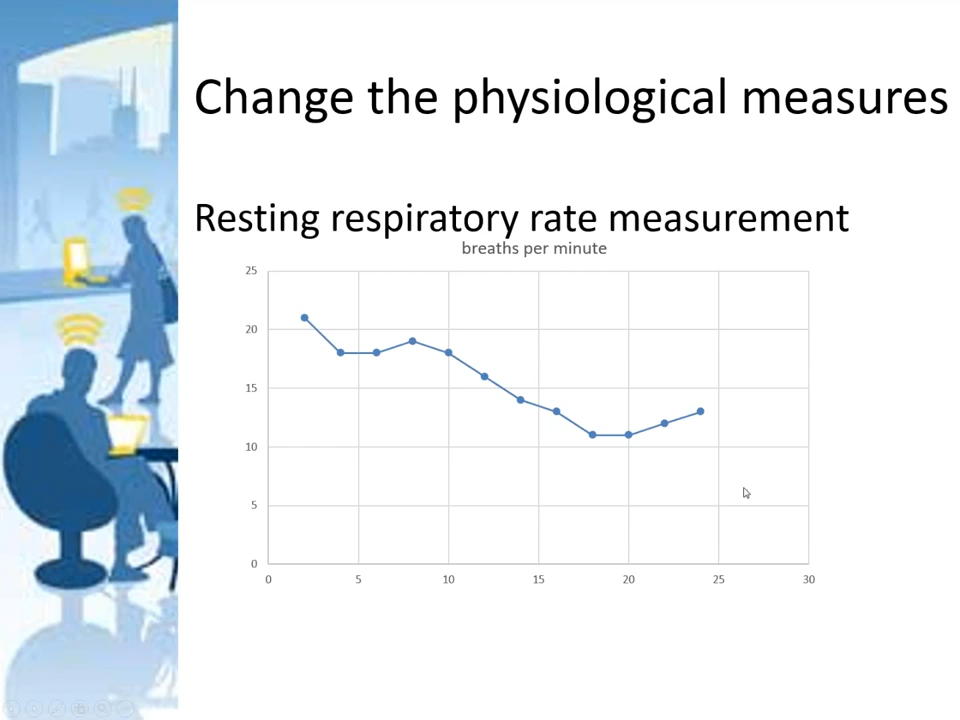 Change the physiological measures
Resting respiratory rate measurement
breaths per minute
25
20
15
10
5
0
0 5 10 15 20 25 30